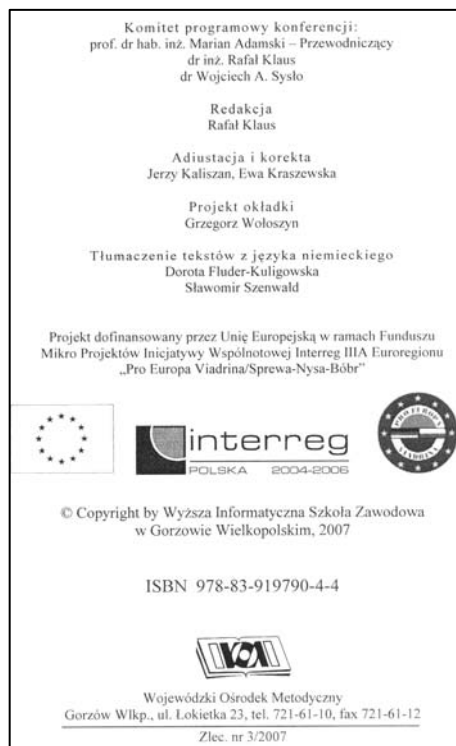 Komitet programowy konferencji:
prof. dr hab. inż. Marian Adamski – Przewodniczący
dr inż. Rafał Klaus
dr Wojciech A. Sysło
Redakcja
Rafał Klaus
Adiustacja i korekta
Jerzy Kaliszan, Ewa Kraszewska
Projekt okładki
Grzegorz Wołoszyn
Tłumaczenie tekstów z języka niemieckiego
Dorota Fluder-Kuligowska
Sławomir Szenwald
Projekt dofinansowany przez Unię Europejską w ramach Funduszu
Mikro Projektów Inicjatywy Wspólnotowej Interreg IIIA Euroregionu
„Pro Europa Viadrina/Sprewa-Nysa-Bóbr”
interreg
POLSKA 2004-2006
PRO EUROPA
VIADRINA
© Copyright by Wyższa Informatyczna Szkoła Zawodowa
w Gorzowie Wielkopolskim, 2007
ISBN 978-83-919790-4-4
Wojewódzki Ośrodek Metodyczny
Gorzów Wlkp., ul. Łokietka 23, tel. 721-61-10, fax 721-61-12
Zlec. nr 3/2007